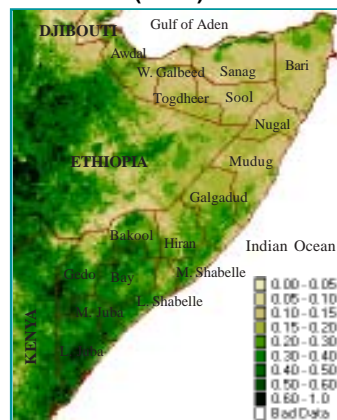 Gulf of Aden
DJIBOUTI
Awdal
W. Galbeed
Sanag
Bari
Togdheer
Sool
Nugal
ETHIOPIA
Mudug
Galgadud
Bakool
Hiran
Indian Ocean
Gedo
Bay
M. Shabelle
L. Shabelle
M. Juba
KENYA
0.00 - 0.05
0.05 - 0.10
0.10 - 0.15
0.15 - 0.20
0.20 - 0.30
0.30 - 0.40
0.40 - 0.50
0.50 - 0.60
0.60 - 1.0
Bad Data